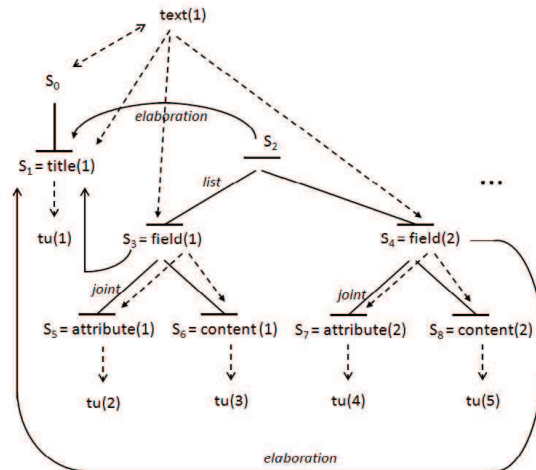 text(1)
S0
elaboration
S2
S1 = title(1)
list
...
tu(1)
S3 = field(1)
S4 = field(2)
joint
joint
S5 = attribute(1)
S6 = content(1)
S7 = attribute(2)
S8 = content(2)
tu(2)
tu(3)
tu(4)
tu(5)
elaboration